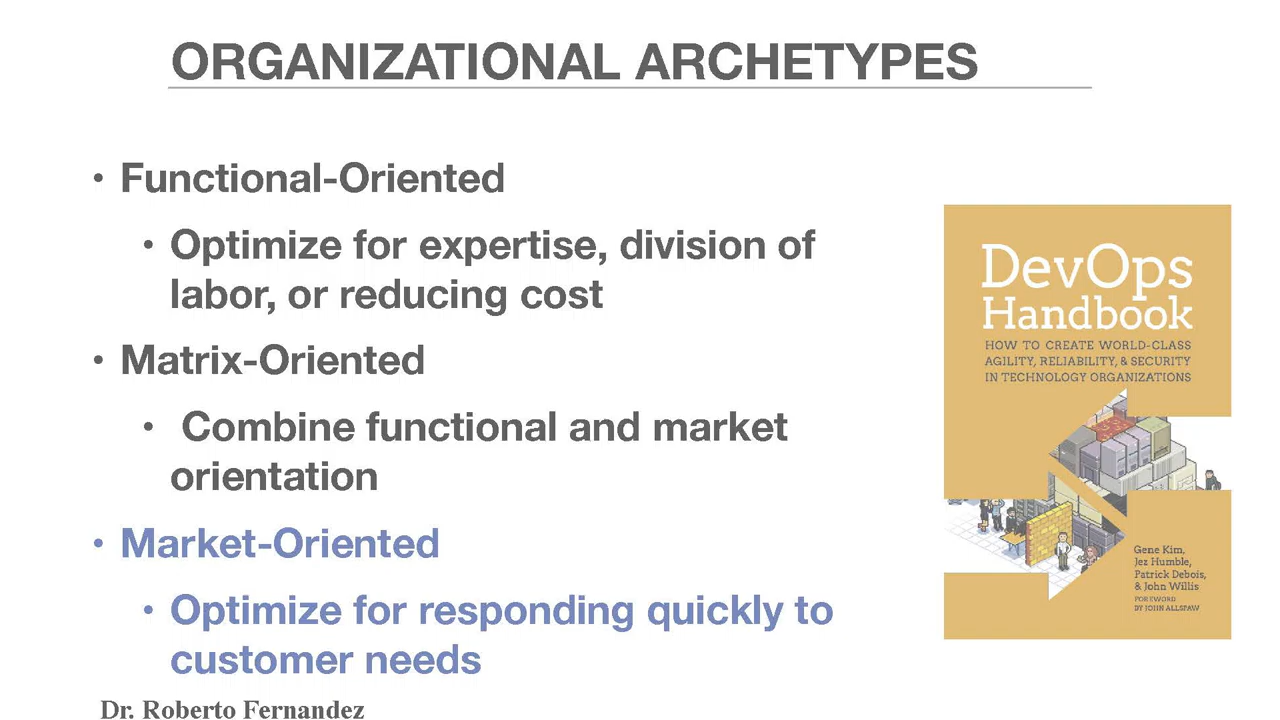 ORGANIZATIONAL ARCHETYPES
• Functional-Oriented
• Optimize for expertise, division of
labor, or reducing cost
• Matrix-Oriented
• Combine functional and market
orientation
• Market-Oriented
• Optimize for responding quickly to
customer needs
Dr. Roberto Fernandez
DevOps
Handbook
HOW TO CREATE WORLD-CLASS
AGILITY, RELIABILITY, & SECURITY
IN TECHNOLOGY ORGANIZATIONS
Gene Kim,
Jez Humble,
Patrick Debois,
& John Willis
FOREWORD
BY JOHN ALLSPAW